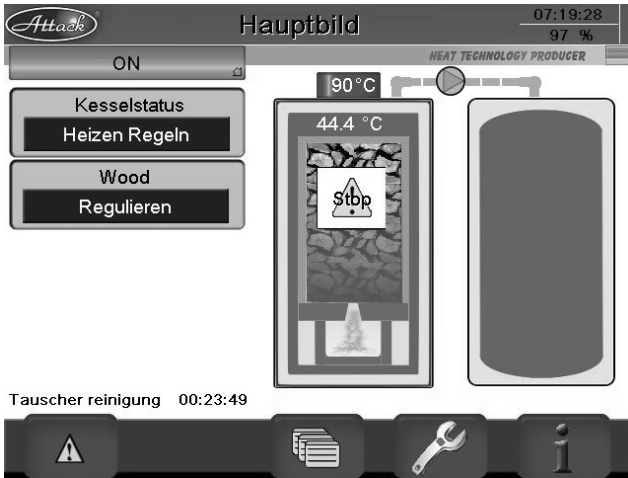 Attack
Hauptbild
07:19:28
97 %
HEAT TECHNOLOGY PRODUCER
ON
90°C
Kesselstatus
Heizen Regeln
44.4 °C
Wood
Regulieren
Stop
Tauscher reinigung 00:23:49